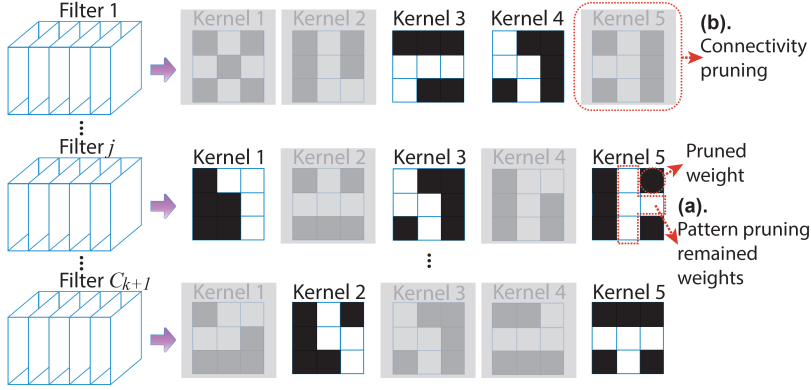 Filter 1
Kernel 1
Kernel 2
Kernel 3
Kernel 4
Kernel 5
(b).
Connectivity
pruning
Filter j
Kernel 1
Kernel 2
Kernel 3
Kernel 4
Kernel 5
Pruned
weight
(a).
Pattern pruning
remained
weights
Filter Ck+1
Kernel 1
Kernel 2
Kernel 3
Kernel 4
Kernel 5